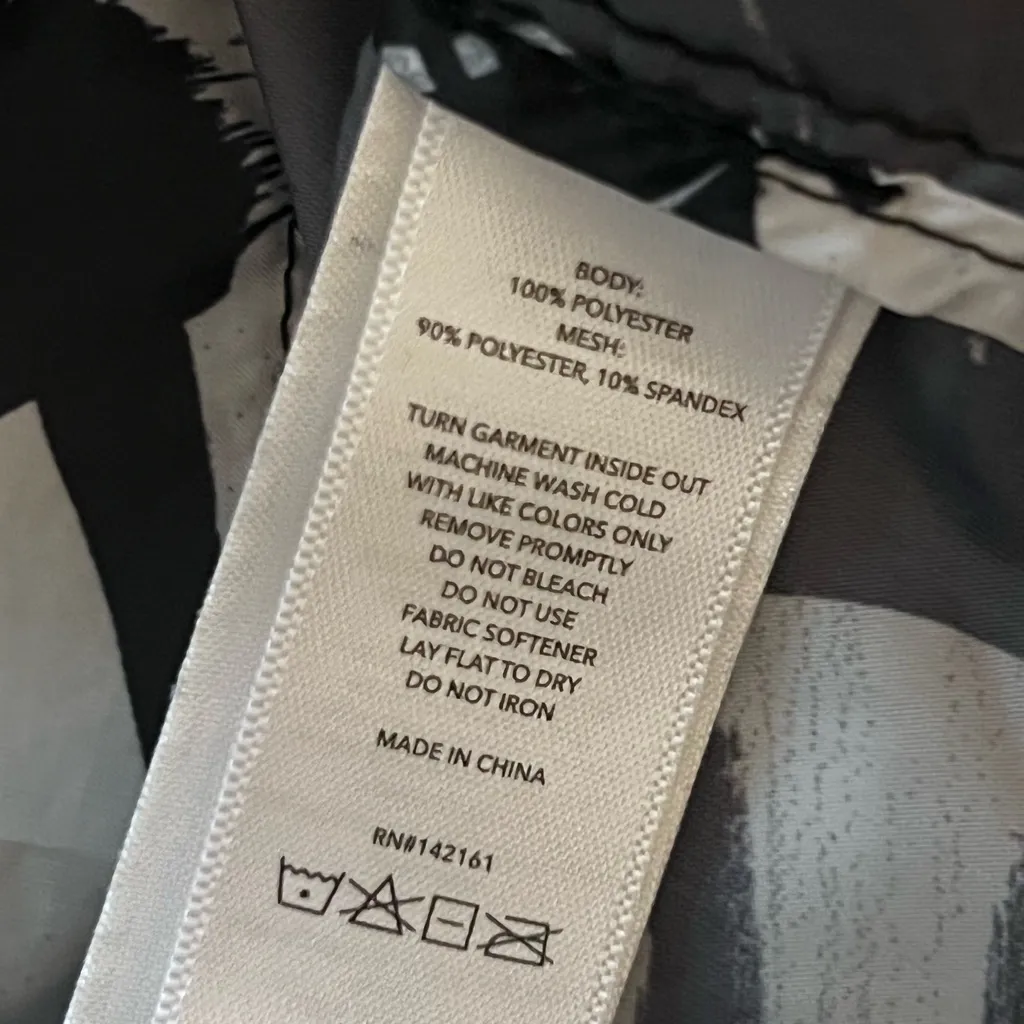 BODY:
100% POLYESTER
MESH:
90% POLYESTER, 10% SPANDEX
TURN GARMENT INSIDE OUT
MACHINE WASH COLD
WITH LIKE COLORS ONLY
REMOVE PROMPTLY
DO NOT BLEACH
DO NOT USE
FABRIC SOFTENER
LAY FLAT TO DRY
DO NOT IRON
MADE IN CHINA
RN#142161